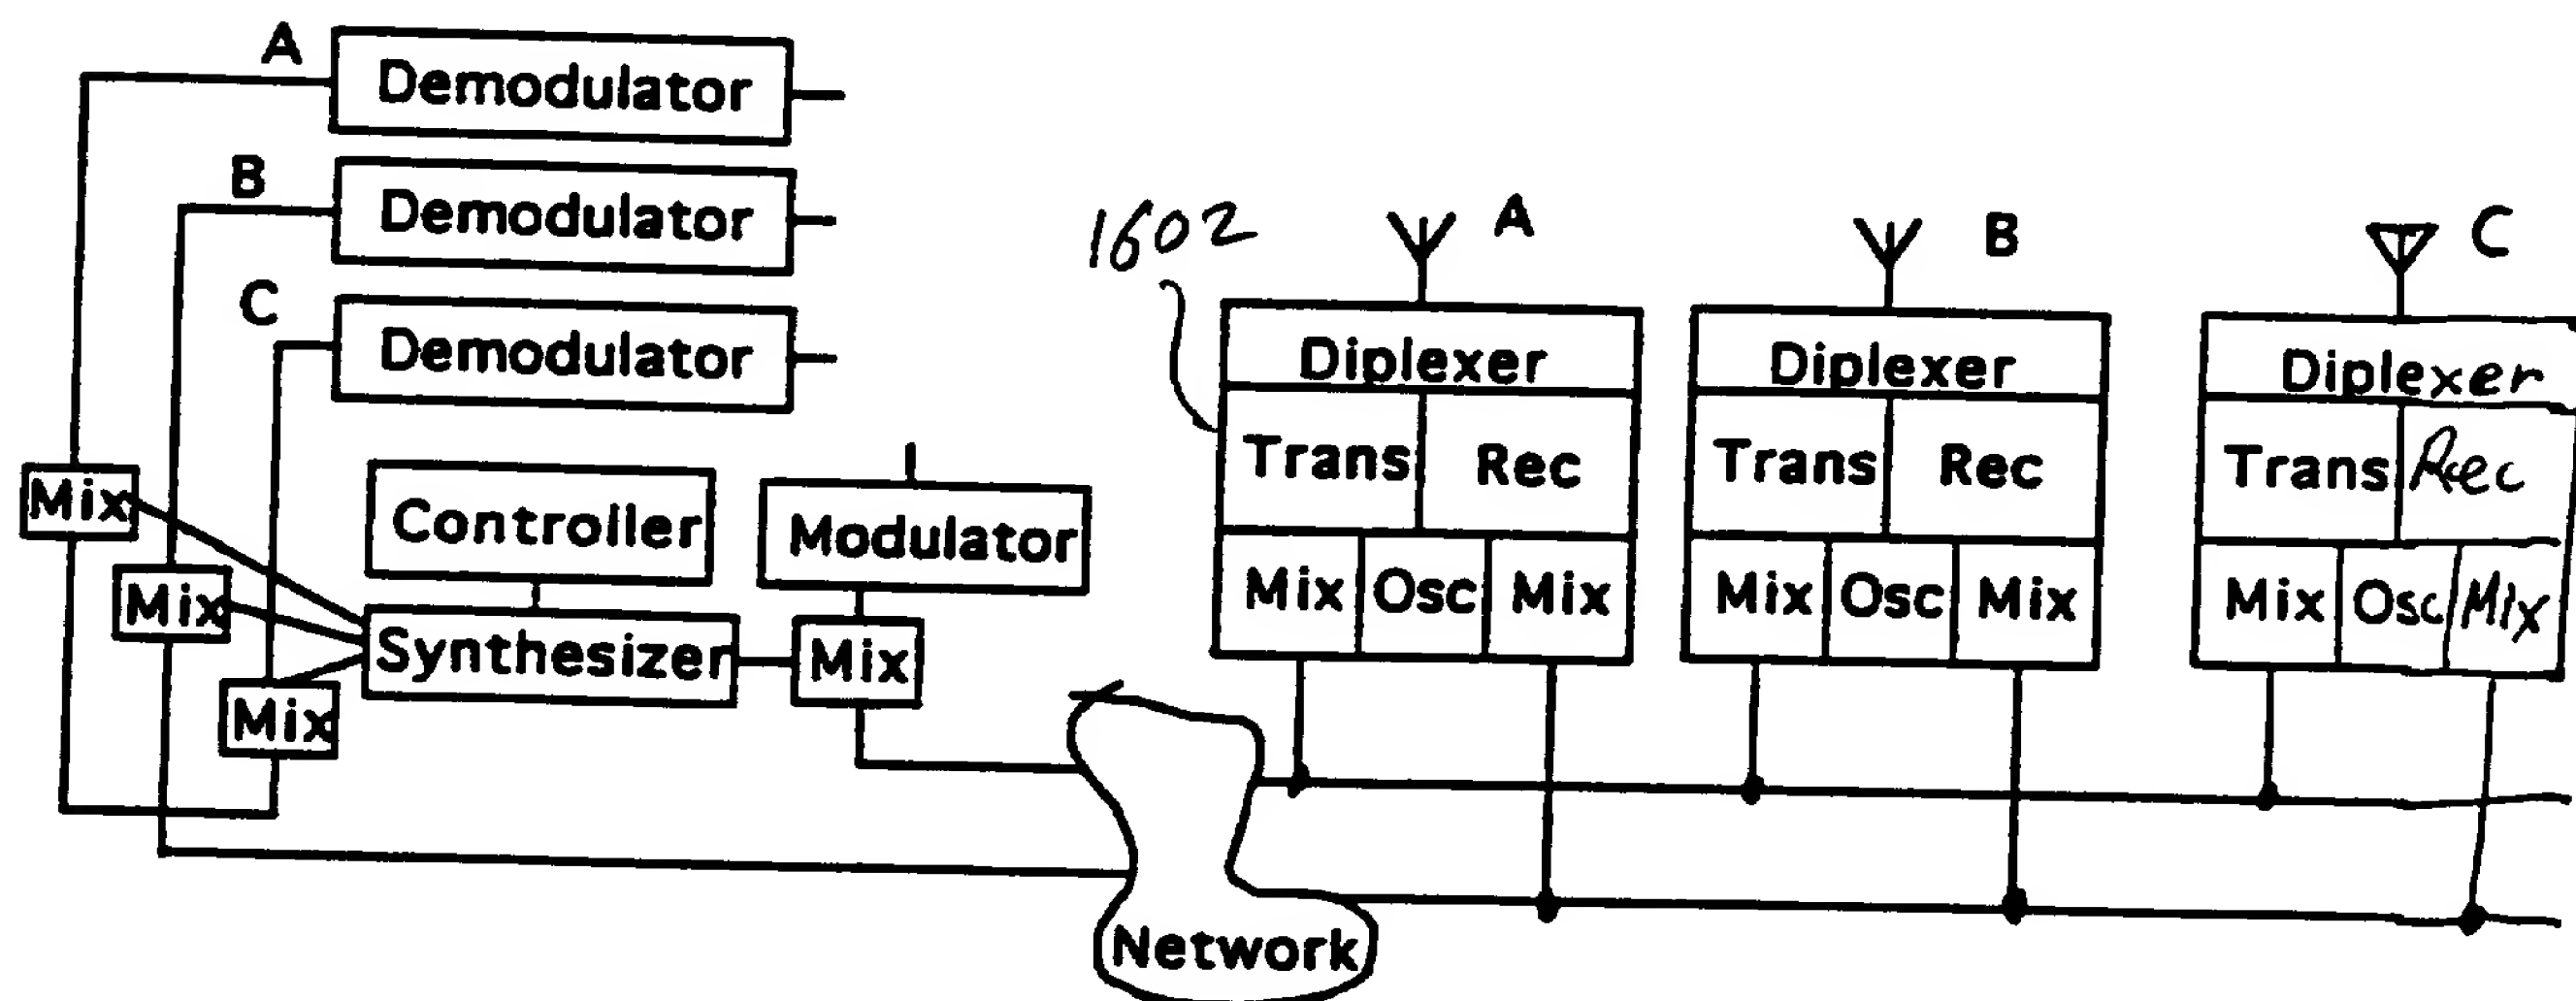 A
Demodulator
B
Demodulator
C
Demodulator
Mix
Mix
Mix
Controller
Synthesizer
Modulator
Mix
Network
1602
A
Diplexer
Trans Rec
Mix Osc Mix
B
Diplexer
Trans Rec
Mix Osc Mix
C
Diplexer
Trans Rec
Mix Osc Mix